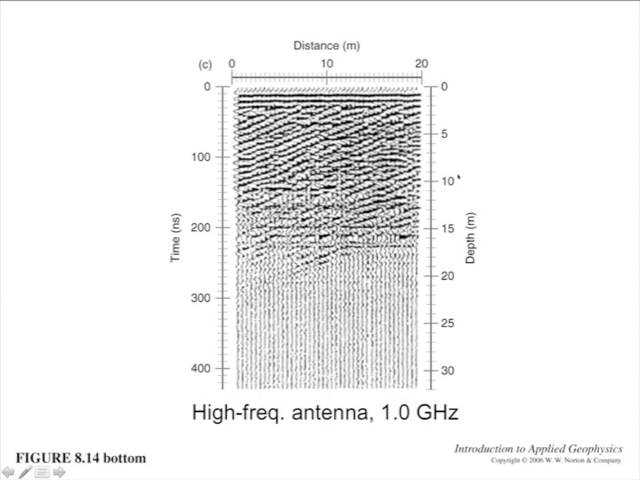 Distance (m)
(c) 0 10 20
0 0
5
100
10
200 15
20
300
25
400 30
Time (ns)
Depth (m)
High-freq. antenna, 1.0 GHz
Introduction to Applied Geophysics
FIGURE 8.14 bottom
Copyright © 2006 W. W. Norton & Company